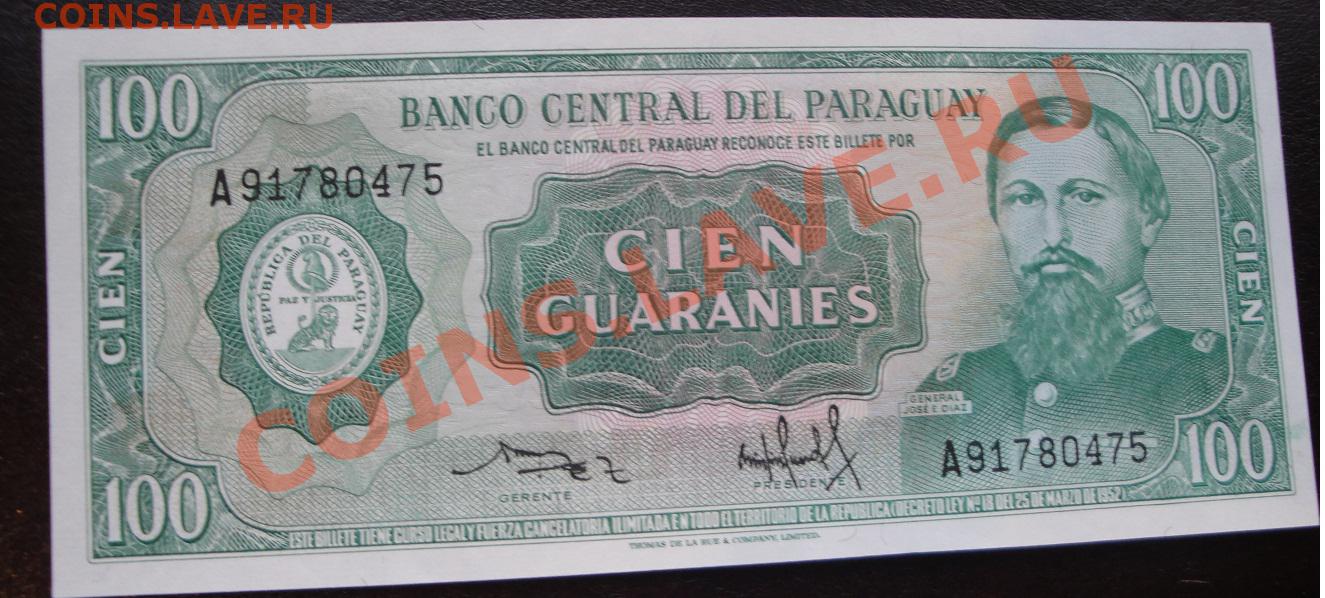 COINS.LAVE.RU
100
100
BANCO CENTRAL DEL PARAGUAY
EL BANCO CENTRAL DEL PARAGUAY RECONOCE ESTE BILLETE POR
A91780475
REPÚBLICA DEL PARAGUAY
PAZ Y JUSTICIA
CIEN
CIEN
GUARANIES
CIEN
COINS.LAVE.RU
GENERAL
JOSÉ E. DIAZ
A91780475
GERENTE
PRESIDENTE
100
100
ESTE BILLETE TIENE CURSO LEGAL Y FUERZA CANCELATORIA ILIMITADA EN TODO EL TERRITORIO DE LA REPUBLICA (DECRETO LEY Nº 18 DEL 25 DE MARZO DE 1952)
THOMAS DE LA RUE & COMPANY, LIMITED.